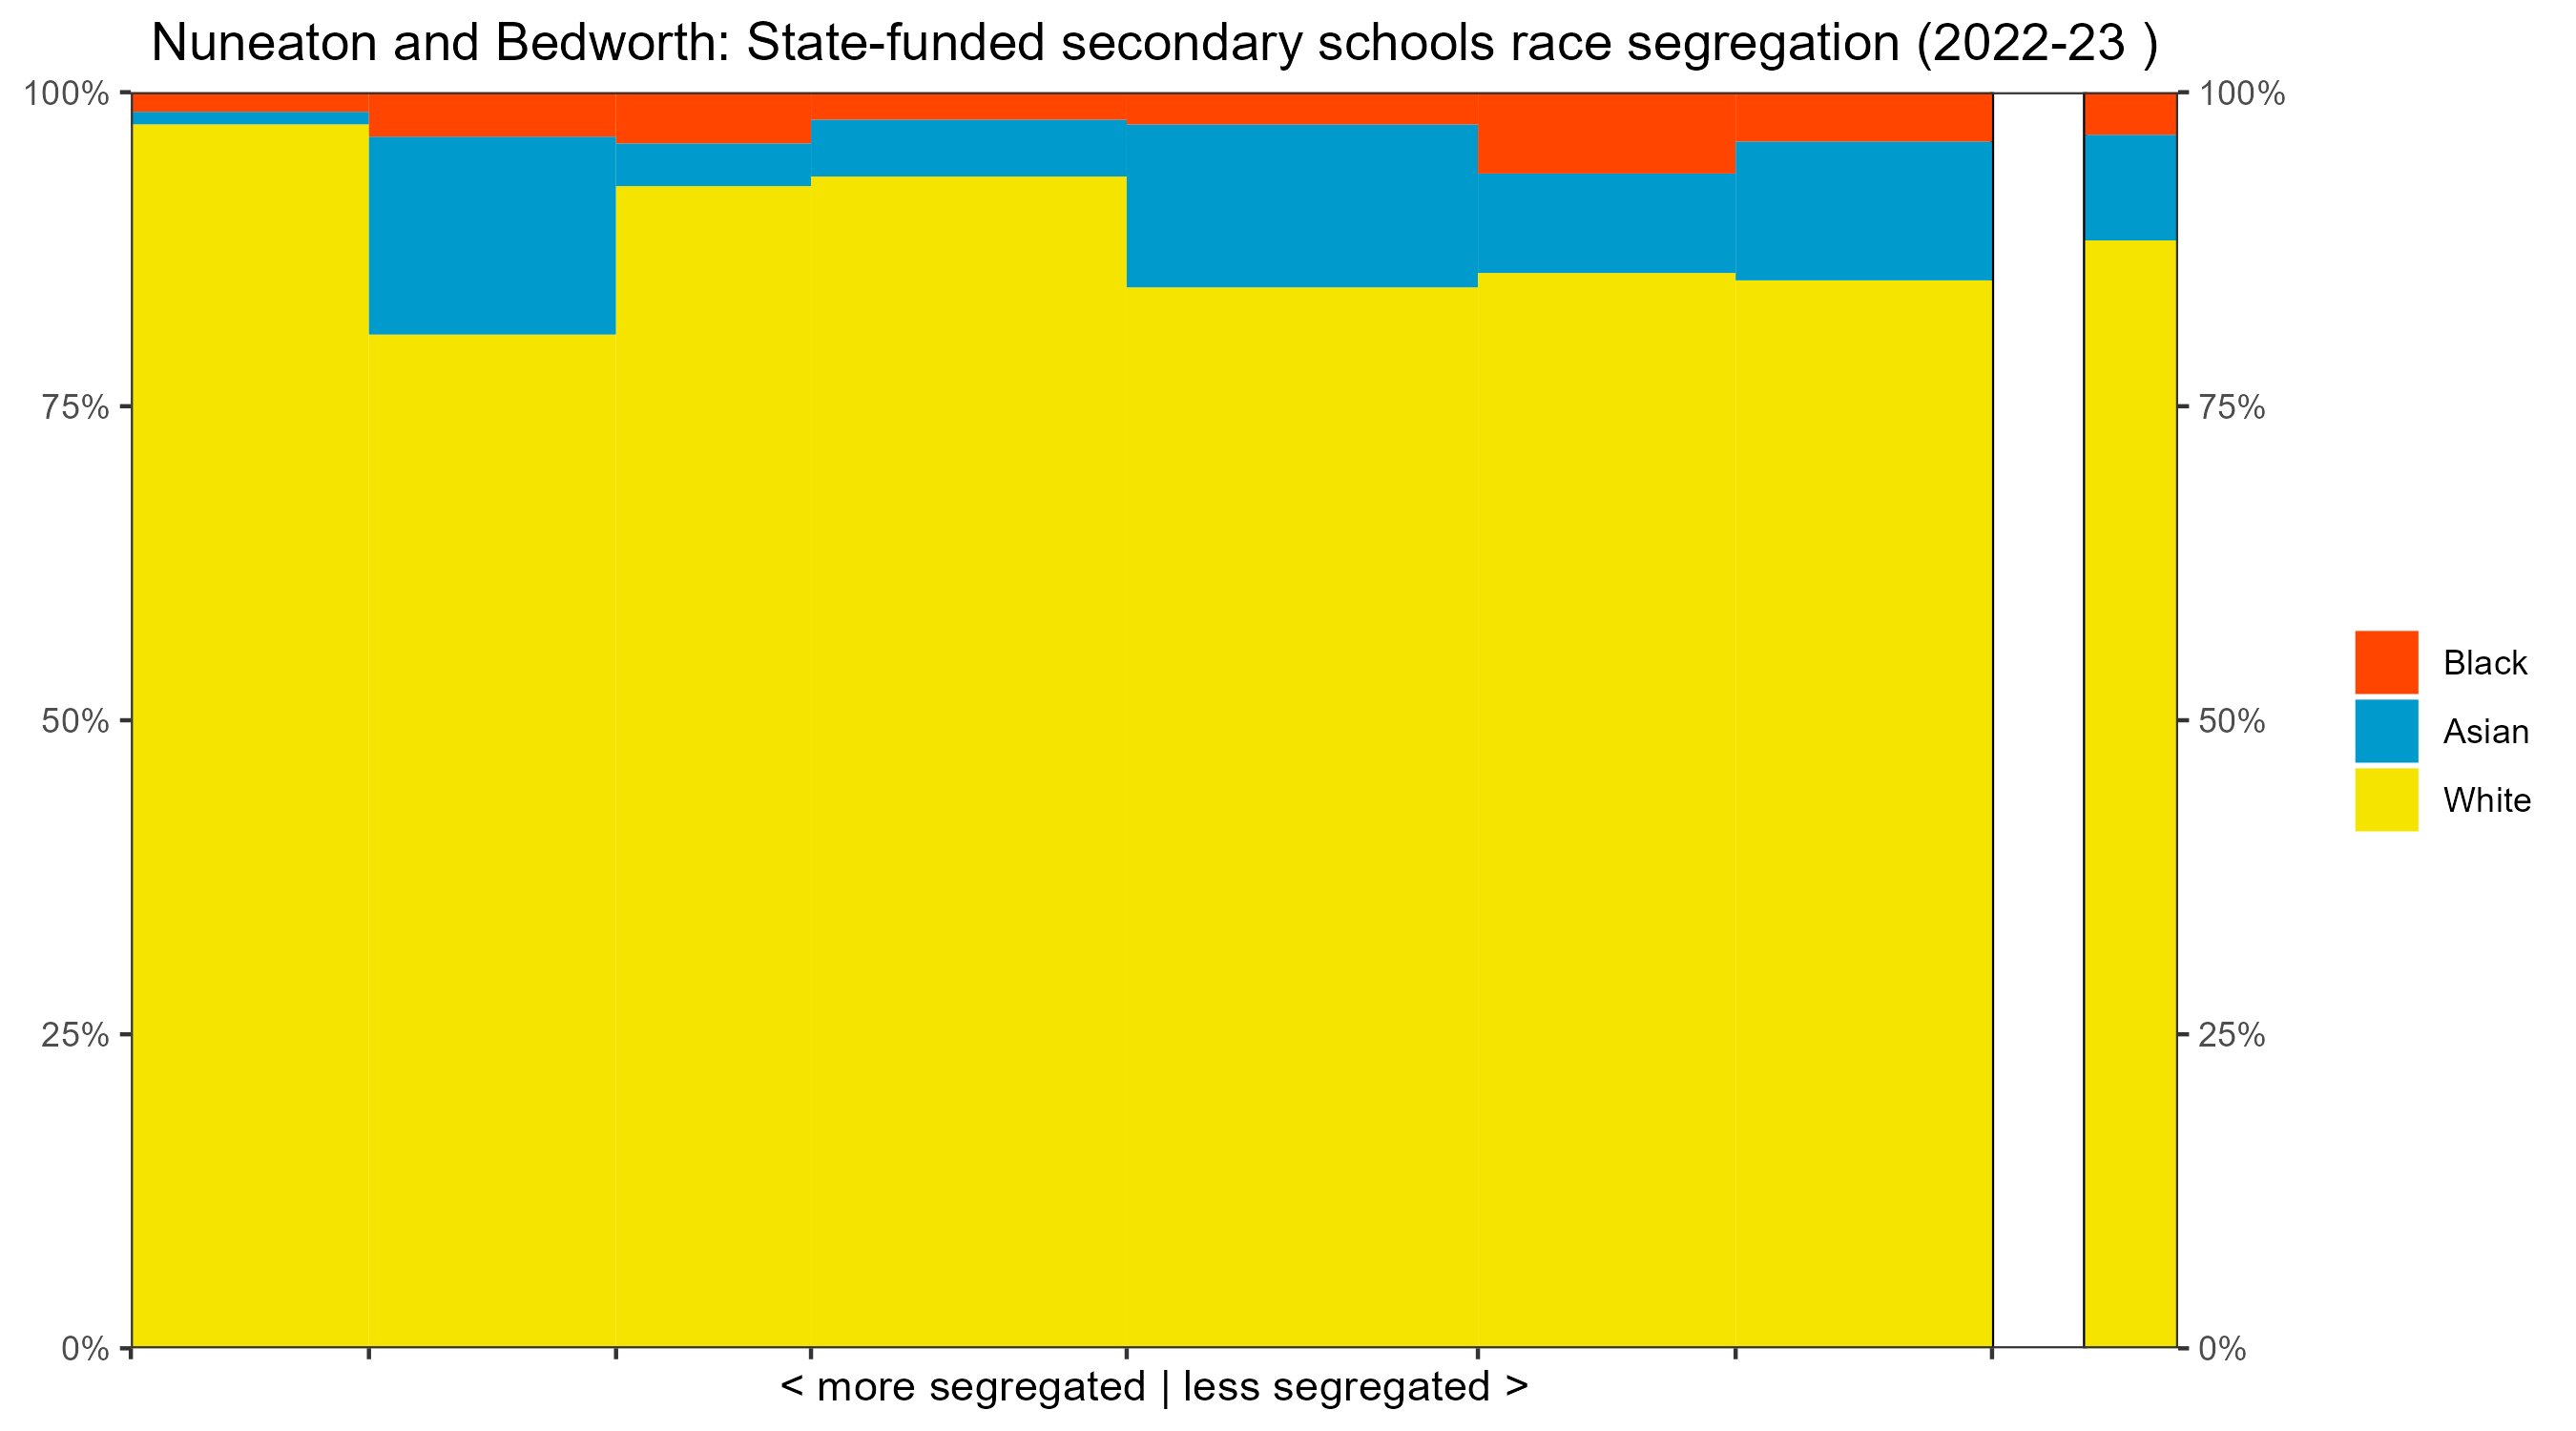 Nuneaton and Bedworth: State-funded secondary schools race segregation (2022-23 )
100%
75%
50%
25%
0%
100%
75%
50%
25%
0%
Black
Asian
White
< more segregated | less segregated >